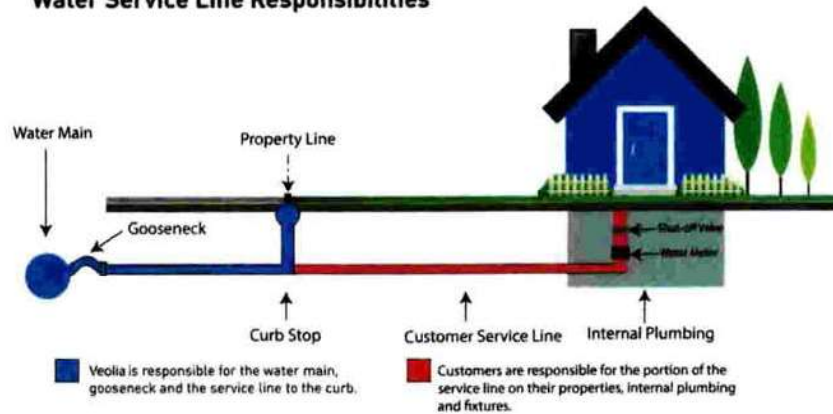 Water Service Line Responsibilities
Water Main
Property Line
Gooseneck
Shut-off Valve
Water Meter
Curb Stop
Customer Service Line
Internal Plumbing
Veolia is responsible for the water main,
gooseneck and the service line to the curb.
Customers are responsible for the portion of the
service line on their properties, internal plumbing
and fixtures.